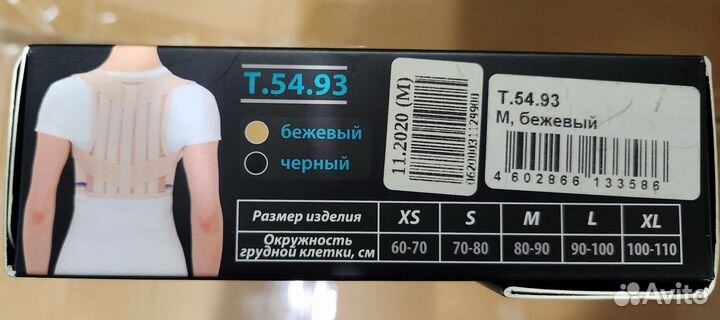 Т.54.93
бежевый
черный
11.2020 (M)
0620003129900
Т.54.93
М, бежевый
4 602866 133586
Размер изделия XS S M L XL
Окружность грудной клетки, см 60-70 70-80 80-90 90-100 100-110
Avito